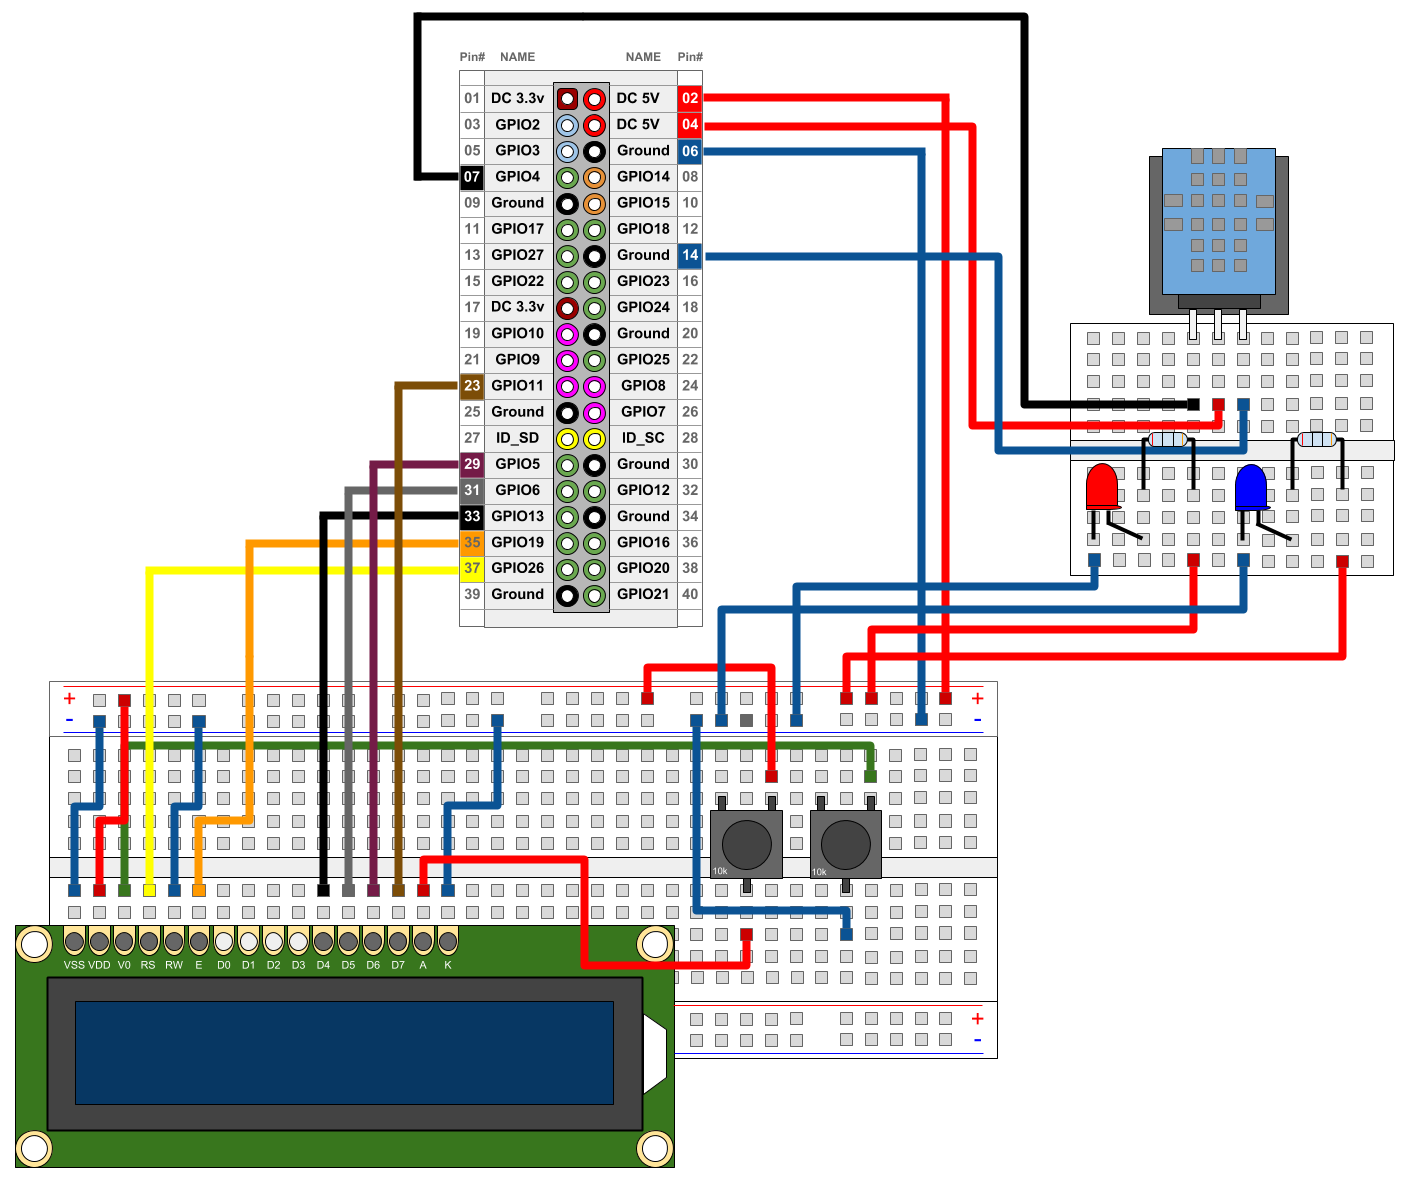 Pin# NAME NAME Pin#
01 DC 3.3v DC 5V 02
03 GPIO2 DC 5V 04
05 GPIO3 Ground 06
07 GPIO4 GPIO14 08
09 Ground GPIO15 10
11 GPIO17 GPIO18 12
13 GPIO27 Ground 14
15 GPIO22 GPIO23 16
17 DC 3.3v GPIO24 18
19 GPIO10 Ground 20
21 GPIO9 GPIO25 22
23 GPIO11 GPIO8 24
25 Ground GPIO7 26
27 ID_SD ID_SC 28
29 GPIO5 Ground 30
31 GPIO6 GPIO12 32
33 GPIO13 Ground 34
35 GPIO19 GPIO16 36
37 GPIO26 GPIO20 38
39 Ground GPIO21 40
+ +
- -
10k 10k
VSS VDD V0 RS RW E D0 D1 D2 D3 D4 D5 D6 D7 A K
+
-